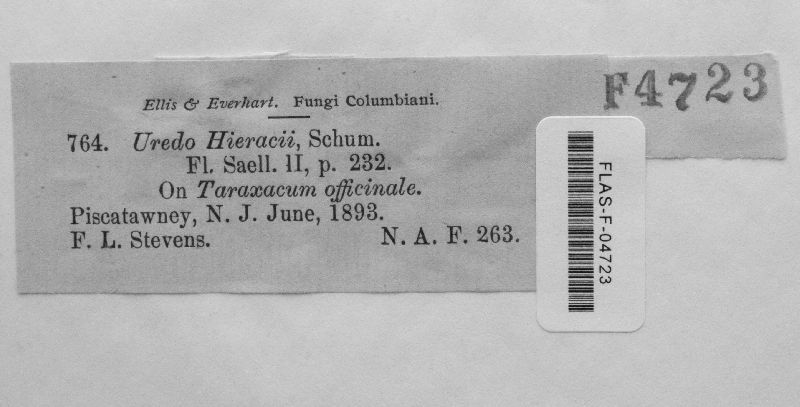 Ellis & Everhart. Fungi Columbiani.
F4723
764. Uredo Hieracii, Schum.
Fl. Saell. II, p. 232.
On Taraxacum officinale.
Piscatawney, N. J. June, 1893.
F. L. Stevens. N. A. F. 263.
FLAS-F-04723